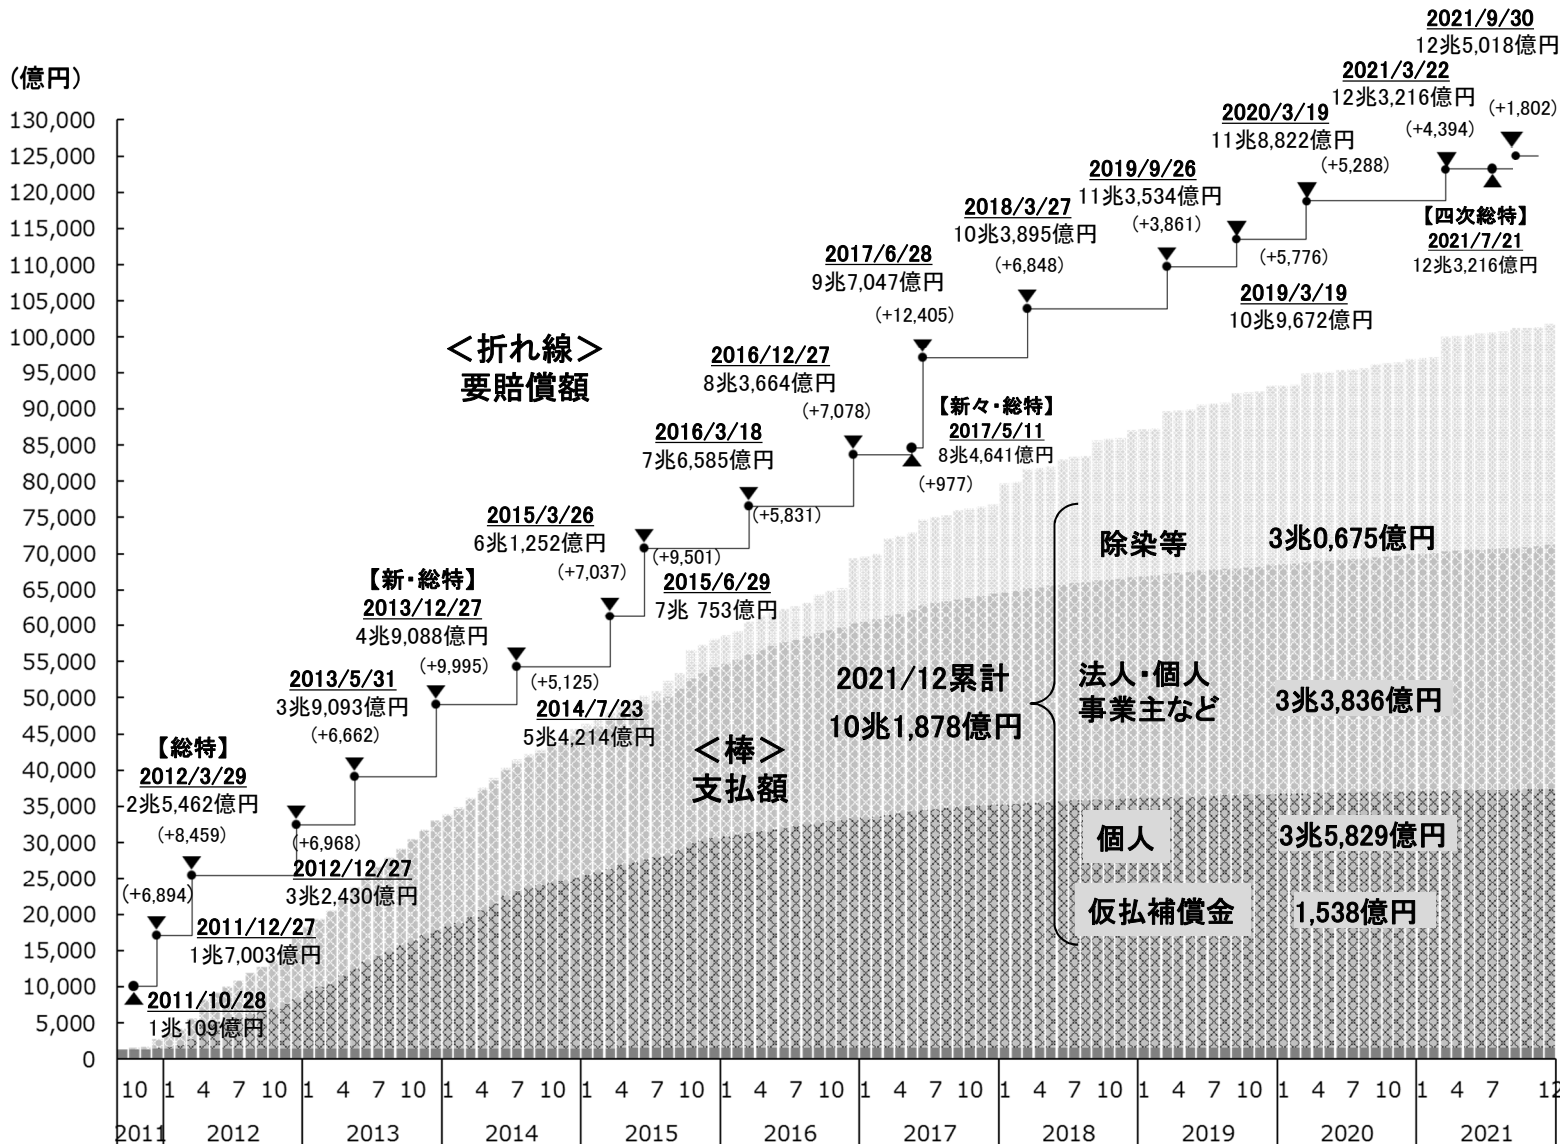 (億円)
130,000
125,000
120,000
115,000
110,000
105,000
100,000
95,000
90,000
85,000
80,000
75,000
70,000
65,000
60,000
55,000
50,000
45,000
40,000
35,000
30,000
25,000
20,000
15,000
10,000
5,000
0
2011/10/28
1兆109億円
(+6,894)
2011/12/27
1兆7,003億円
【総特】
2012/3/29
2兆5,462億円
(+8,459)
(+6,968)
2012/12/27
3兆2,430億円
2013/5/31
3兆9,093億円
(+6,662)
【新・総特】
2013/12/27
4兆9,088億円
(+9,995)
(+5,125)
2014/7/23
5兆4,214億円
2015/3/26
6兆1,252億円
(+7,037)
(+9,501)
2015/6/29
7兆 753億円
2016/3/18
7兆6,585億円
(+5,831)
2016/12/27
8兆3,664億円
(+7,078)
【新々・総特】
2017/5/11
8兆4,641億円
(+977)
2017/6/28
9兆7,047億円
(+12,405)
2018/3/27
10兆3,895億円
(+6,848)
2019/9/26
11兆3,534億円
(+3,861)
(+5,776)
2019/3/19
10兆9,672億円
2020/3/19
11兆8,822億円
(+5,288)
2021/3/22
12兆3,216億円
(+4,394)
【四次総特】
2021/7/21
12兆3,216億円
2021/9/30
12兆5,018億円
(+1,802)
＜折れ線＞
要賠償額
＜棒＞
支払額
2021/12累計
10兆1,878億円
除染等 3兆0,675億円
法人・個人
事業主など 3兆3,836億円
個人 3兆5,829億円
仮払補償金 1,538億円
10 1 4 7 10 1 4 7 10 1 4 7 10 1 4 7 10 1 4 7 10 1 4 7 10 1 4 7 10 1 4 7 10 1 4 7 10 1 4 7 12
2011 2012 2013 2014 2015 2016 2017 2018 2019 2020 2021